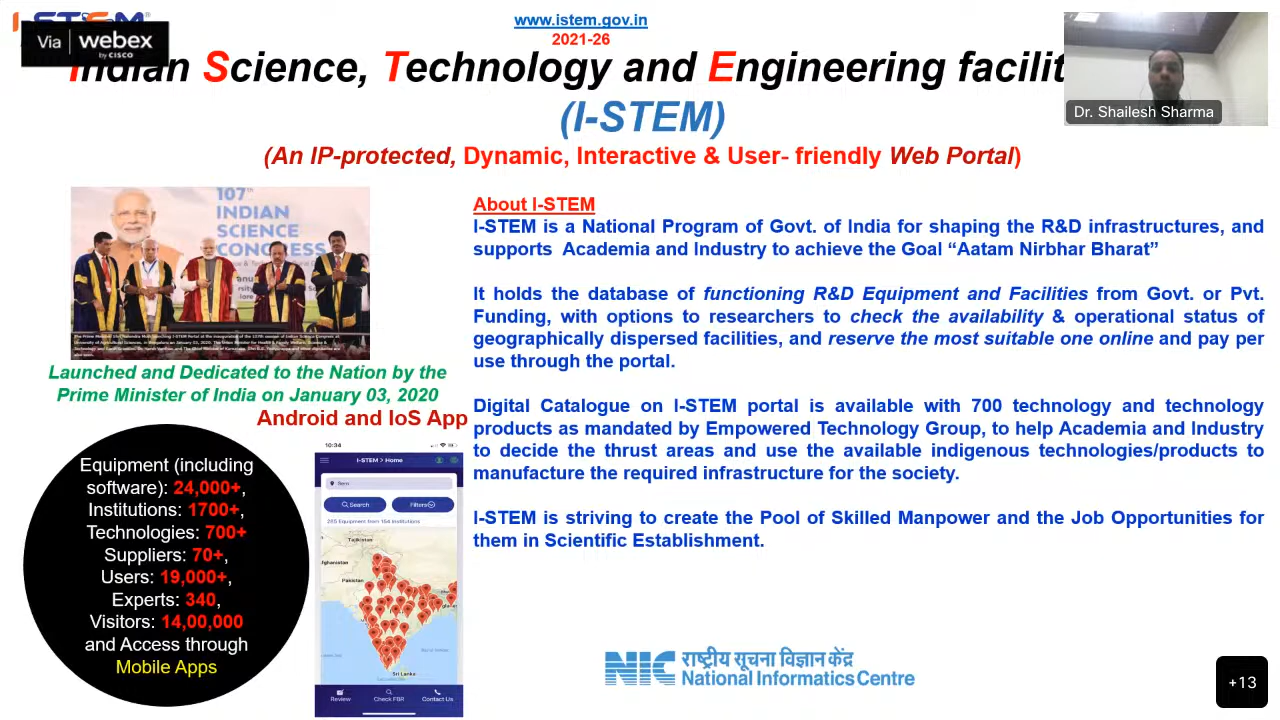 I-STEM®
www.istem.gov.in
2021-26
Via webex
by CISCO
Indian Science, Technology and Engineering facilit
(I-STEM)
(An IP-protected, Dynamic, Interactive & User- friendly Web Portal)
Dr. Shailesh Sharma
107th
INDIAN
SCIENCE
CONGRESS
Launched and Dedicated to the Nation by the
Prime Minister of India on January 03, 2020
Android and IoS App
Equipment (including
software): 24,000+,
Institutions: 1700+,
Technologies: 700+
Suppliers: 70+,
Users: 19,000+,
Experts: 340,
Visitors: 14,00,000
and Access through
Mobile Apps
10:34
I-STEM > Home
Search
Filters
Tajikistan
Pakistan
Sri Lanka
Review
Check FBR
Contact Us
About I-STEM
I-STEM is a National Program of Govt. of India for shaping the R&D infrastructures, and
supports Academia and Industry to achieve the Goal “Aatam Nirbhar Bharat”
It holds the database of functioning R&D Equipment and Facilities from Govt. or Pvt.
Funding, with options to researchers to check the availability & operational status of
geographically dispersed facilities, and reserve the most suitable one online and pay per
use through the portal.
Digital Catalogue on I-STEM portal is available with 700 technology and technology
products as mandated by Empowered Technology Group, to help Academia and Industry
to decide the thrust areas and use the available indigenous technologies/products to
manufacture the required infrastructure for the society.
I-STEM is striving to create the Pool of Skilled Manpower and the Job Opportunities for
them in Scientific Establishment.
NIC राष्ट्रीय सूचना विज्ञान केंद्र
National Informatics Centre
+13